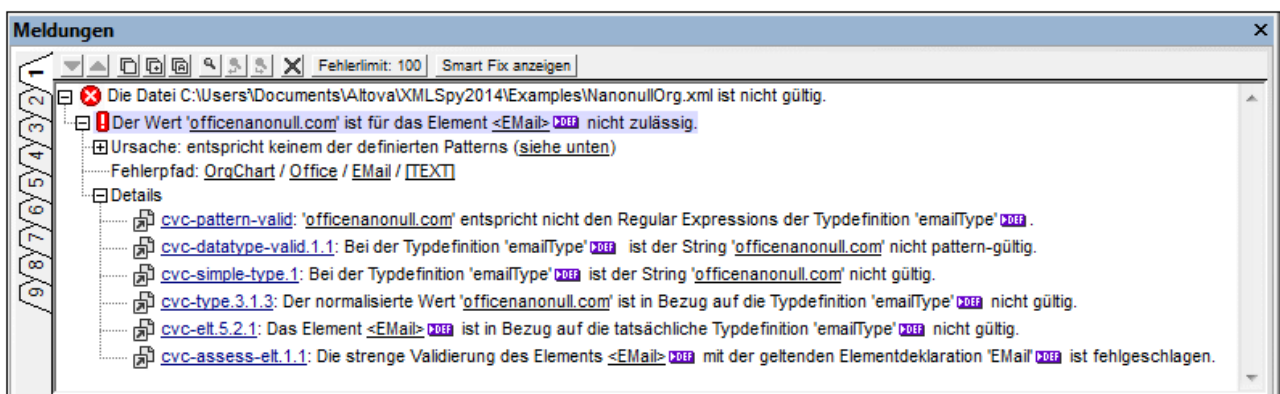 Meldungen
Fehlerlimit: 100 Smart Fix anzeigen
1
2
3
4
5
6
7
8
9
Die Datei C:\Users\Documents\Altova\XMLSpy2014\Examples\NanonullOrg.xml ist nicht gültig.
Der Wert 'officenanonull.com' ist für das Element <EMail> DEF nicht zulässig.
Ursache: entspricht keinem der definierten Patterns (siehe unten)
Fehlerpfad: OrgChart / Office / EMail / [TEXT]
Details
cvc-pattern-valid: 'officenanonull.com' entspricht nicht den Regular Expressions der Typdefinition 'emailType' DEF .
cvc-datatype-valid.1.1: Bei der Typdefinition 'emailType' DEF ist der String 'officenanonull.com' nicht pattern-gültig.
cvc-simple-type.1: Bei der Typdefinition 'emailType' DEF ist der String 'officenanonull.com' nicht gültig.
cvc-type.3.1.3: Der normalisierte Wert 'officenanonull.com' ist in Bezug auf die Typdefinition 'emailType' DEF nicht gültig.
cvc-elt.5.2.1: Das Element <EMail> DEF ist in Bezug auf die tatsächliche Typdefinition 'emailType' DEF nicht gültig.
cvc-assess-elt.1.1: Die strenge Validierung des Elements <EMail> DEF mit der geltenden Elementdeklaration 'EMail' DEF ist fehlgeschlagen.